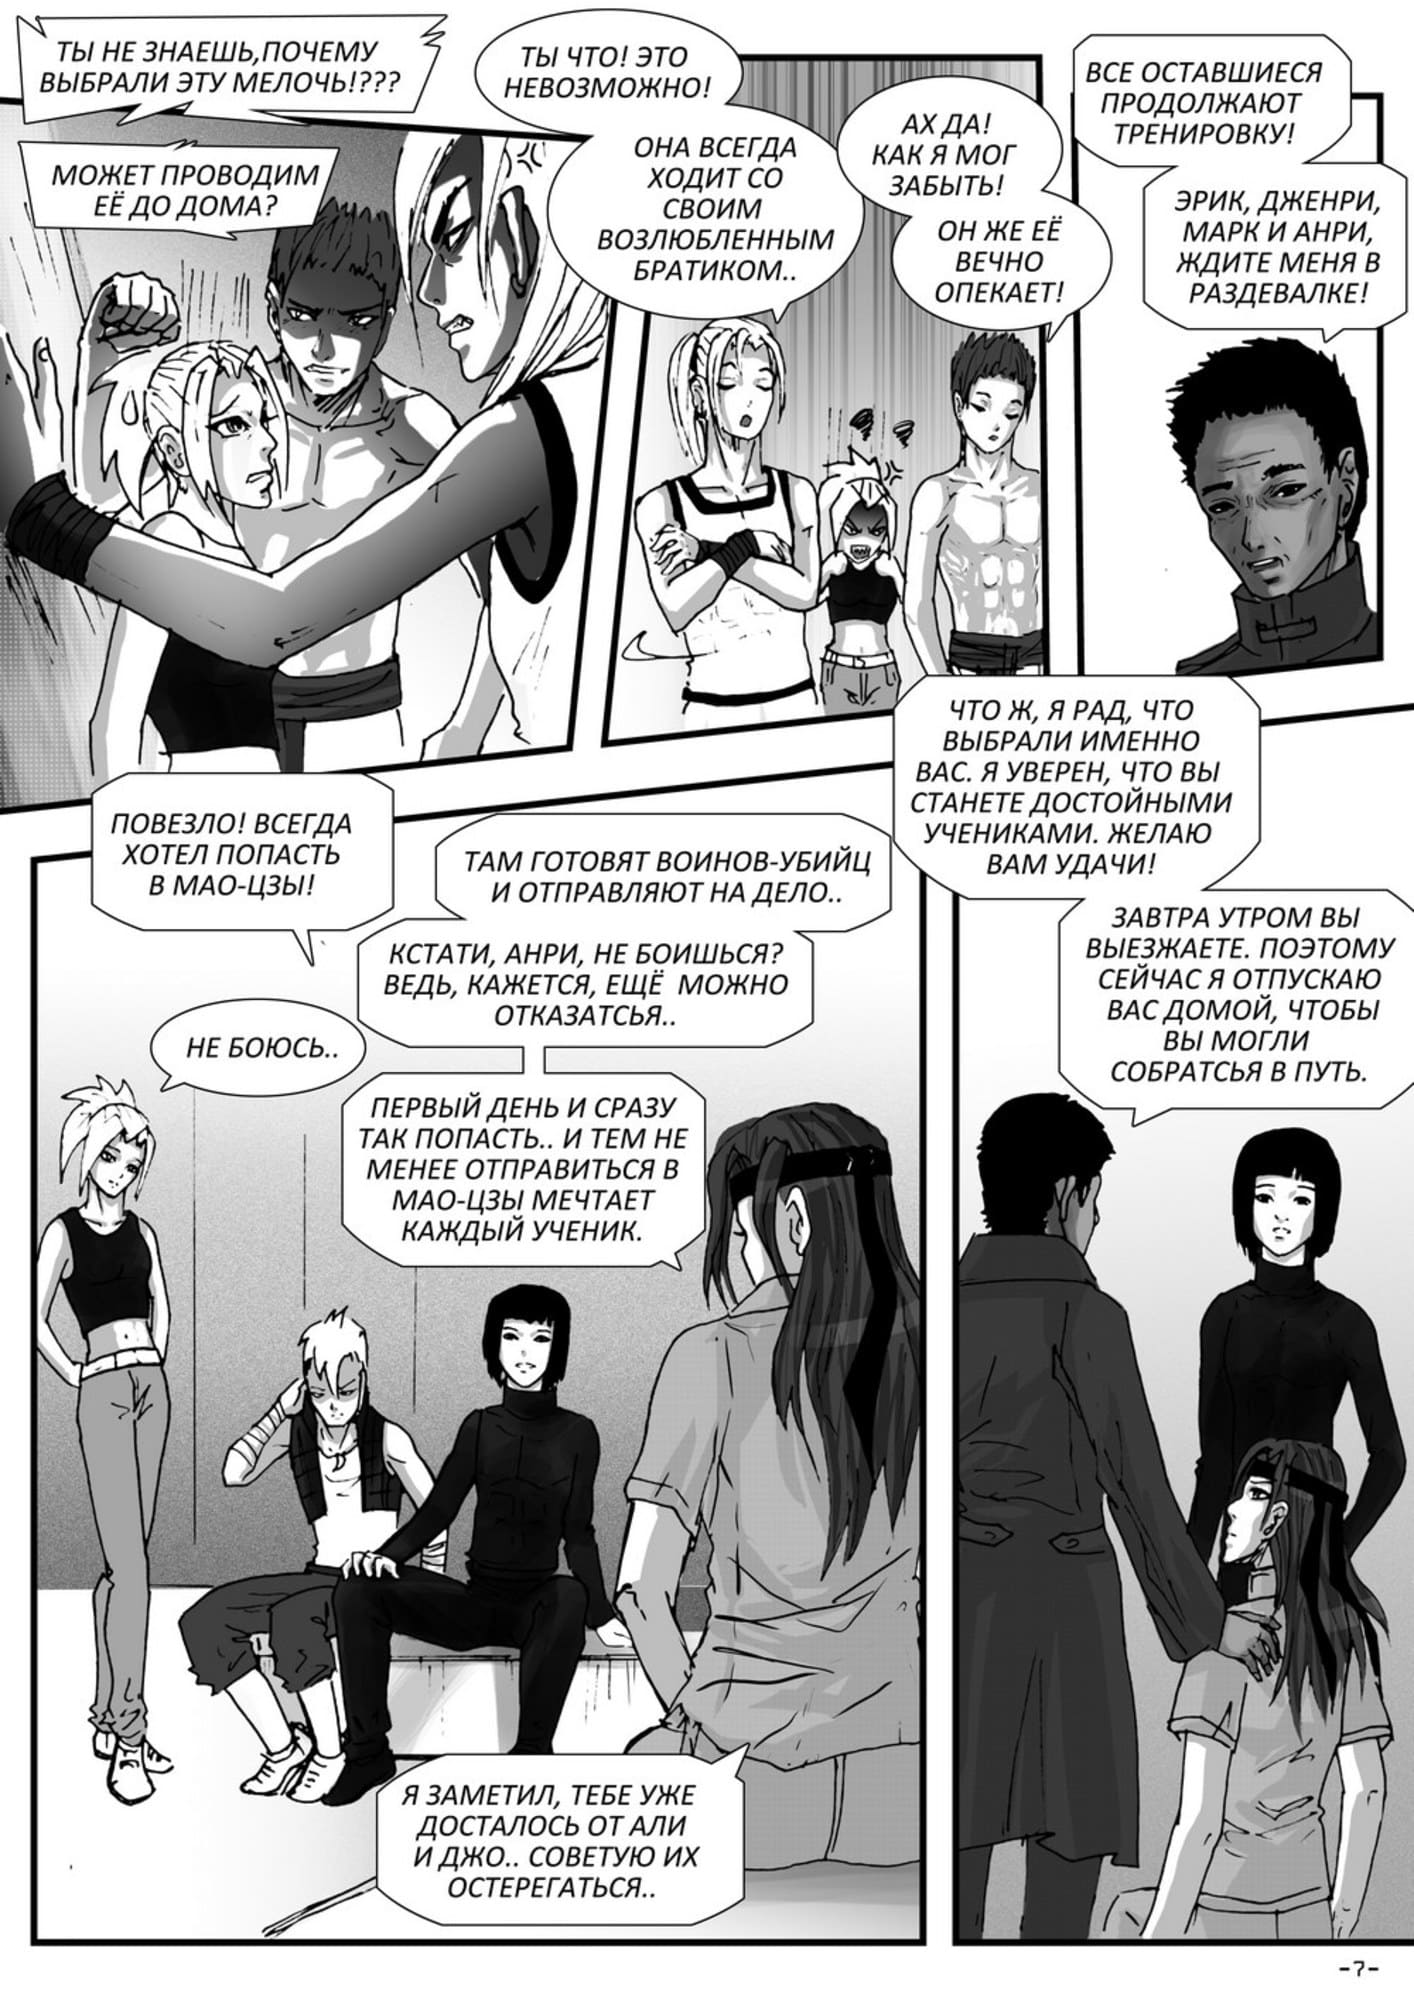 ТЫ НЕ ЗНАЕШЬ,ПОЧЕМУ
ВЫБРАЛИ ЭТУ МЕЛОЧЬ!???
МОЖЕТ ПРОВОДИМ
ЕЁ ДО ДОМА?
ТЫ ЧТО! ЭТО
НЕВОЗМОЖНО!
ОНА ВСЕГДА
ХОДИТ СО
СВОИМ
ВОЗЛЮБЛЕННЫМ
БРАТИКОМ..
АХ ДА!
КАК Я МОГ
ЗАБЫТЬ!
ОН ЖЕ ЕЁ
ВЕЧНО
ОПЕКАЕТ!
ВСЕ ОСТАВШИЕСЯ
ПРОДОЛЖАЮТ
ТРЕНИРОВКУ!
ЭРИК, ДЖЕНРИ,
МАРК И АНРИ,
ЖДИТЕ МЕНЯ В
РАЗДЕВАЛКЕ!
ПОВЕЗЛО! ВСЕГДА
ХОТЕЛ ПОПАСТЬ
В МАО-ЦЗЫ!
ТАМ ГОТОВЯТ ВОИНОВ-УБИЙЦ
И ОТПРАВЛЯЮТ НА ДЕЛО..
КСТАТИ, АНРИ, НЕ БОИШЬСЯ?
ВЕДЬ, КАЖЕТСЯ, ЕЩЁ МОЖНО
ОТКАЗАТСЬЯ..
НЕ БОЮСЬ..
ПЕРВЫЙ ДЕНЬ И СРАЗУ
ТАК ПОПАСТЬ.. И ТЕМ НЕ
МЕНЕЕ ОТПРАВИТЬСЯ В
МАО-ЦЗЫ МЕЧТАЕТ
КАЖДЫЙ УЧЕНИК.
Я ЗАМЕТИЛ, ТЕБЕ УЖЕ
ДОСТАЛОСЬ ОТ АЛИ
И ДЖО.. СОВЕТУЮ ИХ
ОСТЕРЕГАТЬСЯ..
ЧТО Ж, Я РАД, ЧТО
ВЫБРАЛИ ИМЕННО
ВАС. Я УВЕРЕН, ЧТО ВЫ
СТАНЕТЕ ДОСТОЙНЫМИ
УЧЕНИКАМИ. ЖЕЛАЮ
ВАМ УДАЧИ!
ЗАВТРА УТРОМ ВЫ
ВЫЕЗЖАЕТЕ. ПОЭТОМУ
СЕЙЧАС Я ОТПУСКАЮ
ВАС ДОМОЙ, ЧТОБЫ
ВЫ МОГЛИ
СОБРАТСЬЯ В ПУТЬ.
-7-